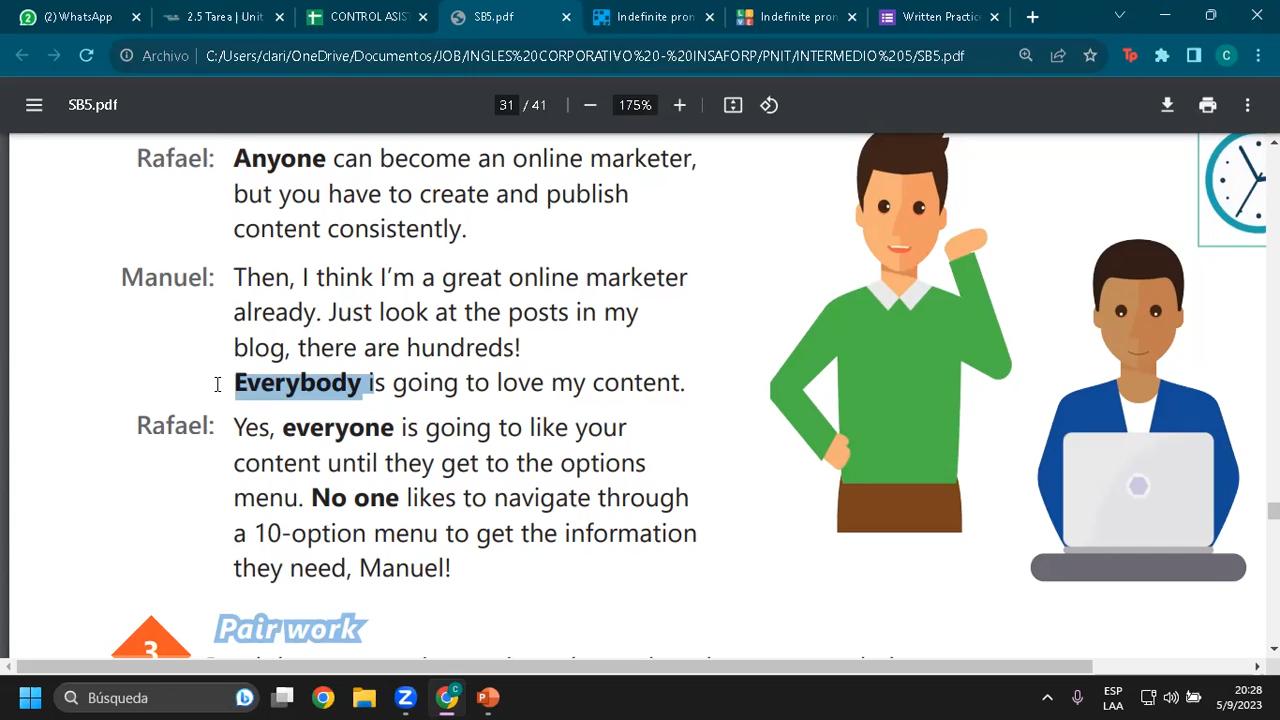 (2) WhatsApp
2.5 Tarea | Unit
CONTROL ASIST
SB5.pdf
Indefinite pron
Indefinite pron
Written Practic
Archivo
C:/Users/clari/OneDrive/Documentos/JOB/INGLES%20CORPORATIVO%20-%20INSAFORP/PNIT/INTERMEDIO%205/SB5.pdf
SB5.pdf
31 / 41
175%
Rafael: Anyone can become an online marketer,
but you have to create and publish
content consistently.
Manuel: Then, I think I'm a great online marketer
already. Just look at the posts in my
blog, there are hundreds!
Everybody is going to love my content.
Rafael: Yes, everyone is going to like your
content until they get to the options
menu. No one likes to navigate through
a 10-option menu to get the information
they need, Manuel!
3
Pair work
Búsqueda
ESP
LAA
20:28
5/9/2023